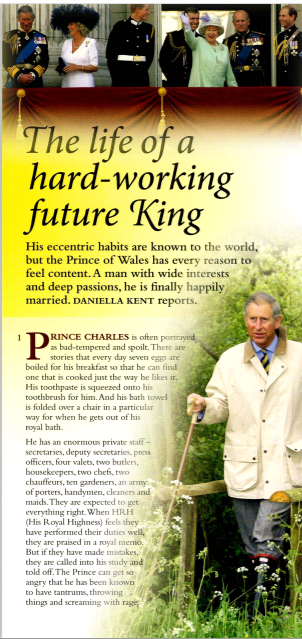 The life of a
hard-working
future King
His eccentric habits are known to the world,
but the Prince of Wales has every reason to
feel content. A man with wide interests
and deep passions, he is finally happily
married. DANIELLA KENT reports.
1 PRINCE CHARLES is often portrayed
as bad-tempered and spoilt. There are
stories that every day seven eggs are
boiled for his breakfast so that he can find
one that is cooked just the way he likes it.
His toothpaste is squeezed onto his
toothbrush for him. And his bath towel
is folded over a chair in a particular
way for when he gets out of his
royal bath.
He has an enormous private staff –
secretaries, deputy secretaries, press
officers, four valets, two butlers,
housekeepers, two chefs, two
chauffeurs, ten gardeners, an army
of porters, handymen, cleaners and
maids. They are expected to get
everything right. When HRH
(His Royal Highness) feels they
have performed their duties well,
they are praised in a royal memo.
But if they have made mistakes,
they are called into his study and
told off. The Prince can get so
angry that he has been known
to have tantrums, throwing
things and screaming with rage.